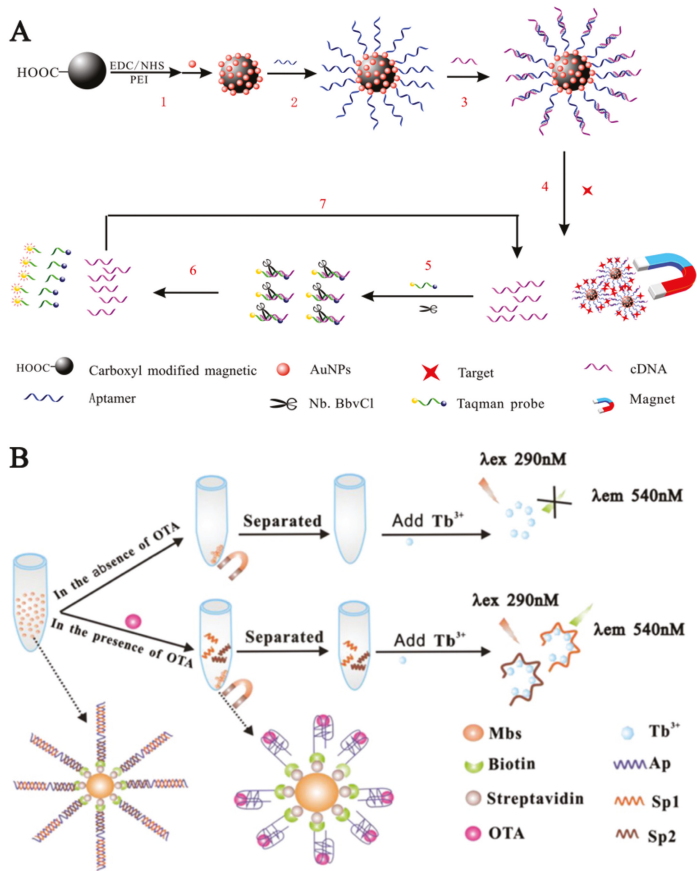 A
HOOC
EDC/NHS
PEI
1
2
3
4
7
6
5
HOOC
Carboxyl modified magnetic
AuNPs
Target
cDNA
Aptamer
Nb. BbvCl
Taqman probe
Magnet
B
λex 290nM
λem 540nM
In the absence of OTA
Separated
Add Tb³⁺
In the presence of OTA
Separated
Add Tb³⁺
λex 290nM
λem 540nM
Mbs
Tb³⁺
Biotin
Ap
Streptavidin
Sp1
OTA
Sp2